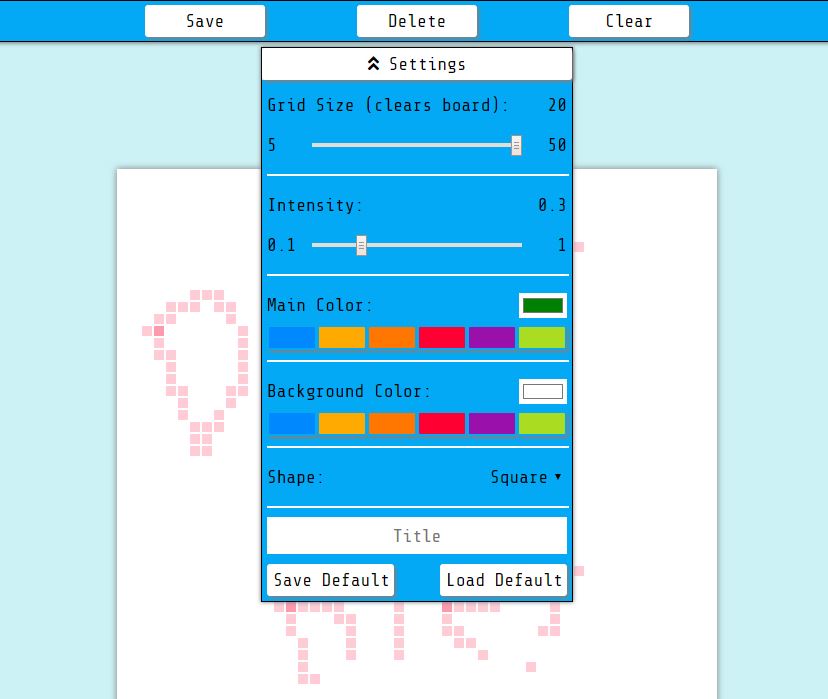 Save Delete Clear
Settings
Grid Size (clears board): 20
5 50
Intensity: 0.3
0.1 1
Main Color:
Background Color:
Shape: Square
Title
Save Default Load Default